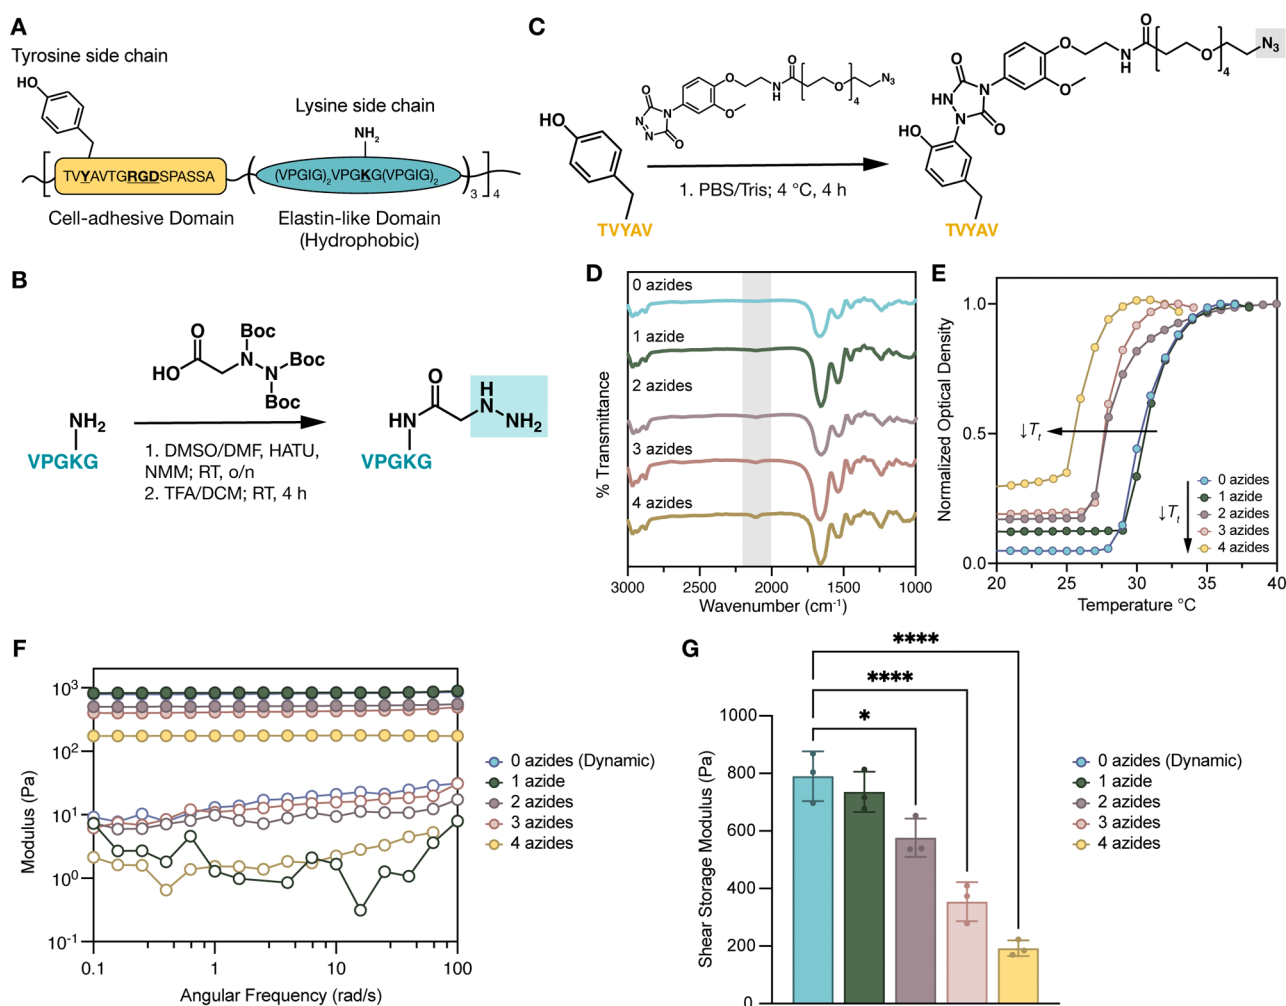 A
Tyrosine side chain
HO
Lysine side chain
NH2
TVYAVTGRGDSPASSA
(VPGIG)2VPGKG(VPGIG)2
3
4
Cell-adhesive Domain
Elastin-like Domain
(Hydrophobic)
B
O
HO
Boc
N
N
Boc
Boc
NH2
VPGKG
1. DMSO/DMF, HATU,
NMM; RT, o/n
2. TFA/DCM; RT, 4 h
O
HN
H
N
NH2
VPGKG
C
HO
TVYAV
O
N
N
N
O
O
O
O
NH
O
4
N3
1. PBS/Tris; 4 °C, 4 h
O
HN
N
N
O
O
O
O
NH
O
4
N3
HO
TVYAV
D
0 azides
1 azide
2 azides
3 azides
4 azides
% Transmittance
3000
2500
2000
1500
1000
Wavenumber (cm-1)
E
Normalized Optical Density
1.0
0.5
0.0
↓Tt
↓Tt
0 azides
1 azide
2 azides
3 azides
4 azides
20
25
30
35
40
Temperature °C
F
Modulus (Pa)
10^3
10^2
10^1
10^0
10^-1
0.1
1
10
100
Angular Frequency (rad/s)
0 azides (Dynamic)
1 azide
2 azides
3 azides
4 azides
G
****
****
*
Shear Storage Modulus (Pa)
1000
800
600
400
200
0
0 azides (Dynamic)
1 azide
2 azides
3 azides
4 azides